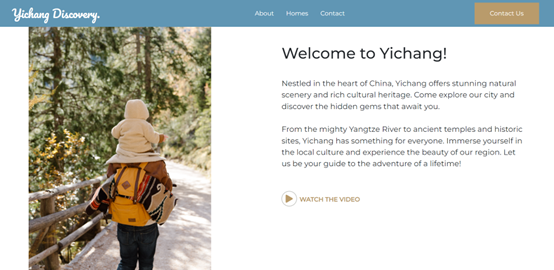 Yichang Discovery.
About Homes Contact
Contact Us
Welcome to Yichang!
Nestled in the heart of China, Yichang offers stunning natural
scenery and rich cultural heritage. Come explore our city and
discover the hidden gems that await you.
From the mighty Yangtze River to ancient temples and historic
sites, Yichang has something for everyone. Immerse yourself in
the local culture and experience the beauty of our region. Let
us be your guide to the adventure of a lifetime!
WATCH THE VIDEO